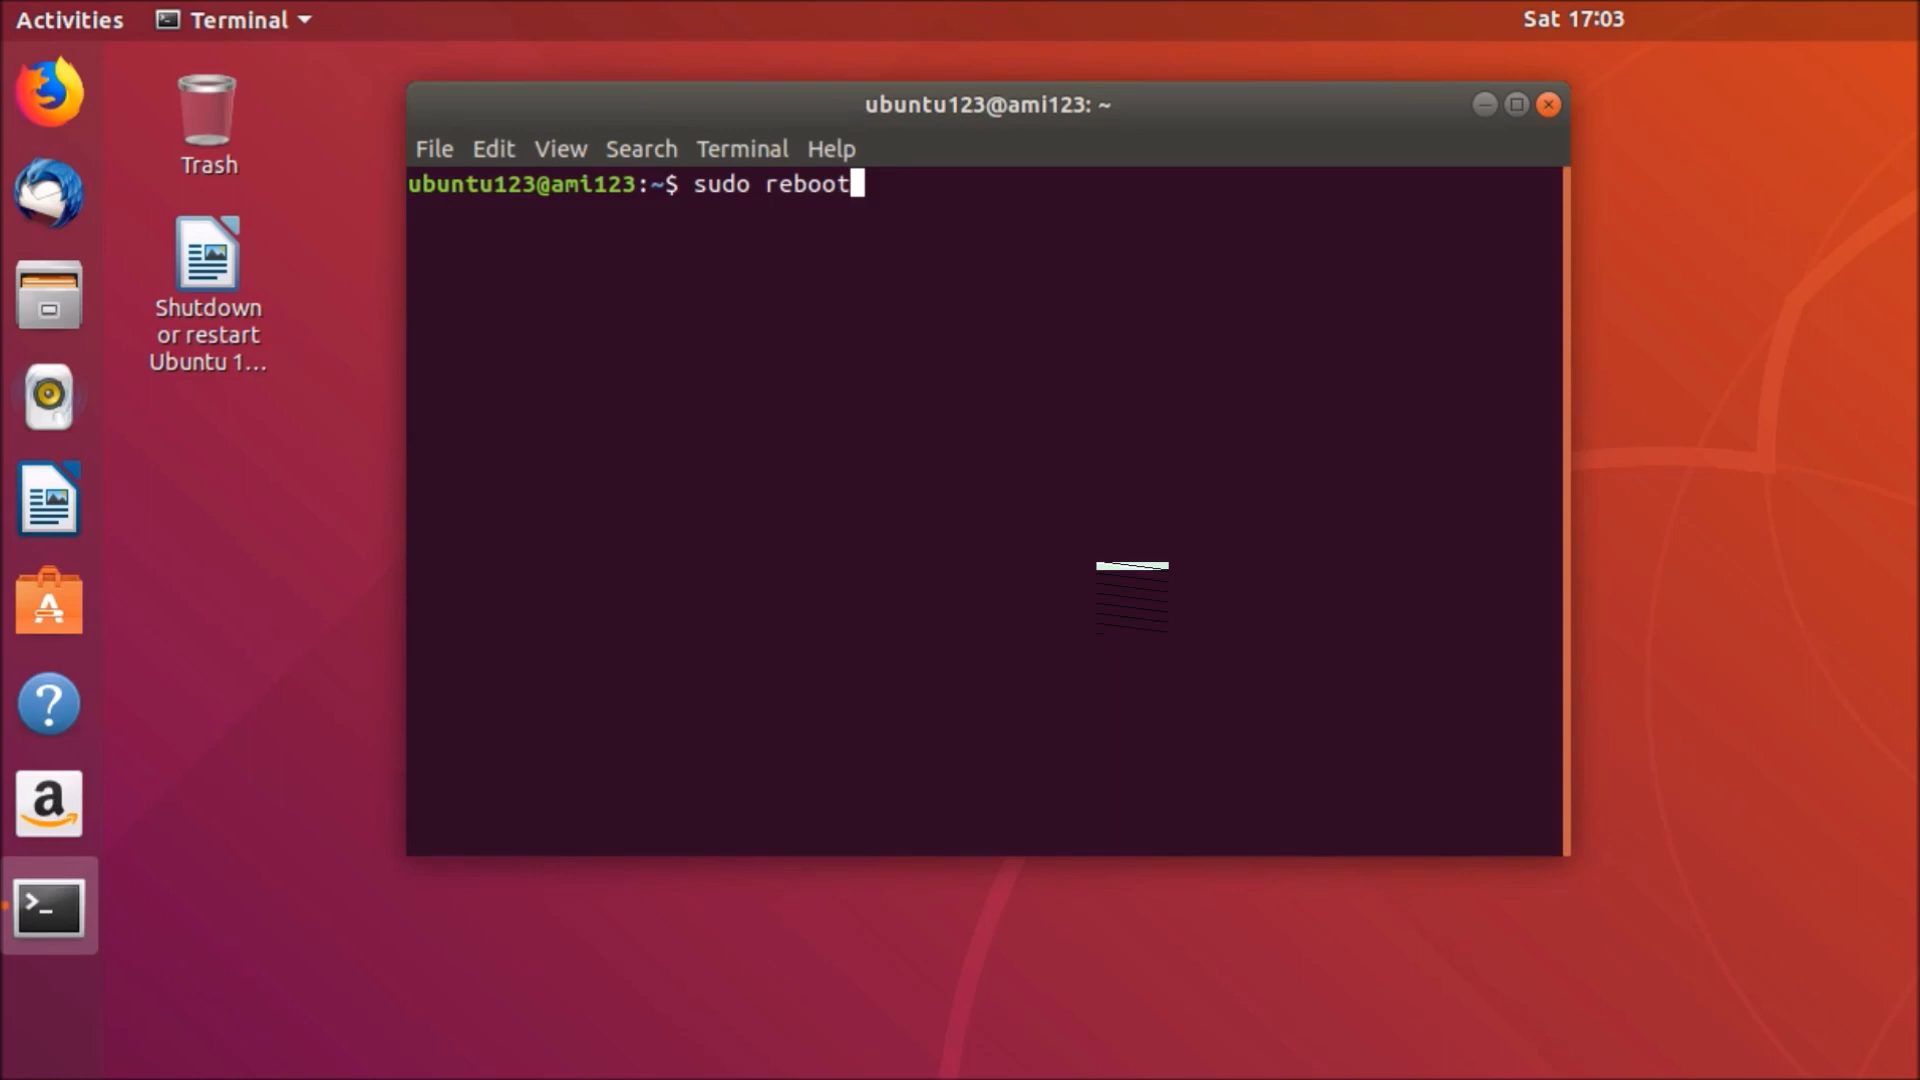 Activities Terminal Sat 17:03
Trash
Shutdown
or restart
Ubuntu 1...
ubuntu123@ami123: ~
File Edit View Search Terminal Help
ubuntu123@ami123:~$ sudo reboot